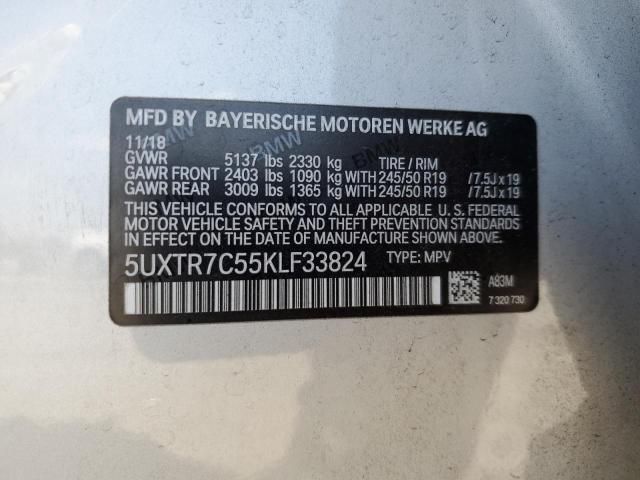 MFD BY BAYERISCHE MOTOREN WERKE AG
11/18
GVWR 5137 lbs 2330 kg TIRE / RIM
GAWR FRONT 2403 lbs 1090 kg WITH 245/50 R19 /7.5J x 19
GAWR REAR 3009 lbs 1365 kg WITH 245/50 R19 /7.5J x 19
THIS VEHICLE CONFORMS TO ALL APPLICABLE U. S. FEDERAL
MOTOR VEHICLE SAFETY AND THEFT PREVENTION STANDARDS
IN EFFECT ON THE DATE OF MANUFACTURE SHOWN ABOVE.
5UXTR7C55KLF33824 TYPE: MPV
A83M
7 320 730
BMW
BMW
BMW